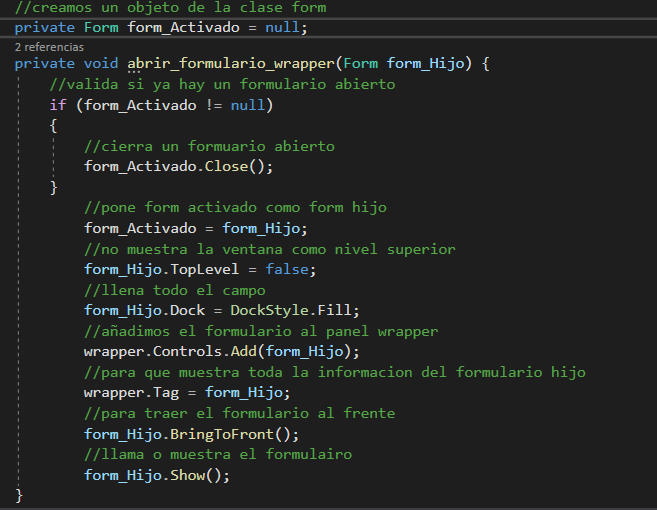 //creamos un objeto de la clase form
private Form form_Activado = null;
2 referencias
private void abrir_formulario_wrapper(Form form_Hijo) {
//valida si ya hay un formulario abierto
if (form_Activado != null)
{
//cierra un formuario abierto
form_Activado.Close();
}
//pone form activado como form hijo
form_Activado = form_Hijo;
//no muestra la ventana como nivel superior
form_Hijo.TopLevel = false;
//llena todo el campo
form_Hijo.Dock = DockStyle.Fill;
//añadimos el formulario al panel wrapper
wrapper.Controls.Add(form_Hijo);
//para que muestra toda la informacion del formulario hijo
wrapper.Tag = form_Hijo;
//para traer el formulario al frente
form_Hijo.BringToFront();
//llama o muestra el formulairo
form_Hijo.Show();
}